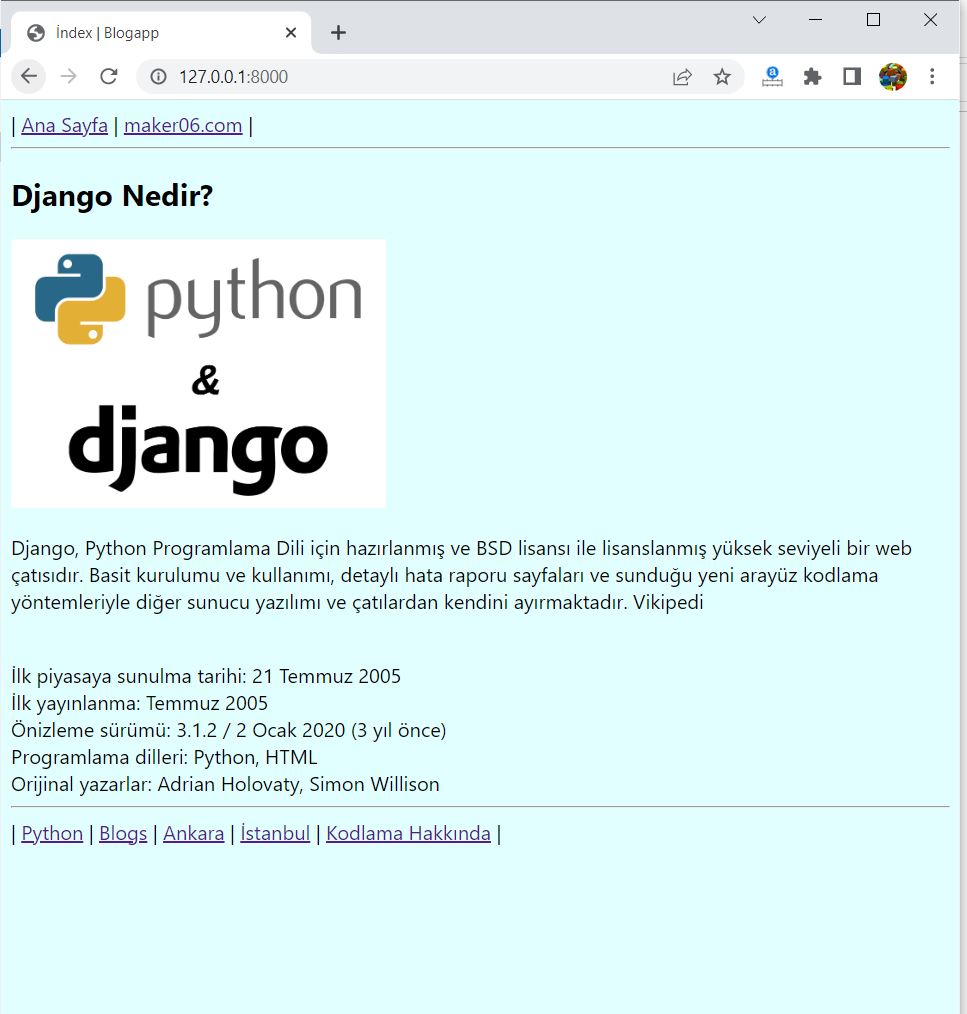 İndex | Blogapp
127.0.0.1:8000
| Ana Sayfa | maker06.com |
Django Nedir?
python
&
django
Django, Python Programlama Dili için hazırlanmış ve BSD lisansı ile lisanslanmış yüksek seviyeli bir web
çatısıdır. Basit kurulumu ve kullanımı, detaylı hata raporu sayfaları ve sunduğu yeni arayüz kodlama
yöntemleriyle diğer sunucu yazılımı ve çatılardan kendini ayırmaktadır. Vikipedi
İlk piyasaya sunulma tarihi: 21 Temmuz 2005
İlk yayınlanma: Temmuz 2005
Önizleme sürümü: 3.1.2 / 2 Ocak 2020 (3 yıl önce)
Programlama dilleri: Python, HTML
Orijinal yazarlar: Adrian Holovaty, Simon Willison
| Python | Blogs | Ankara | İstanbul | Kodlama Hakkında |